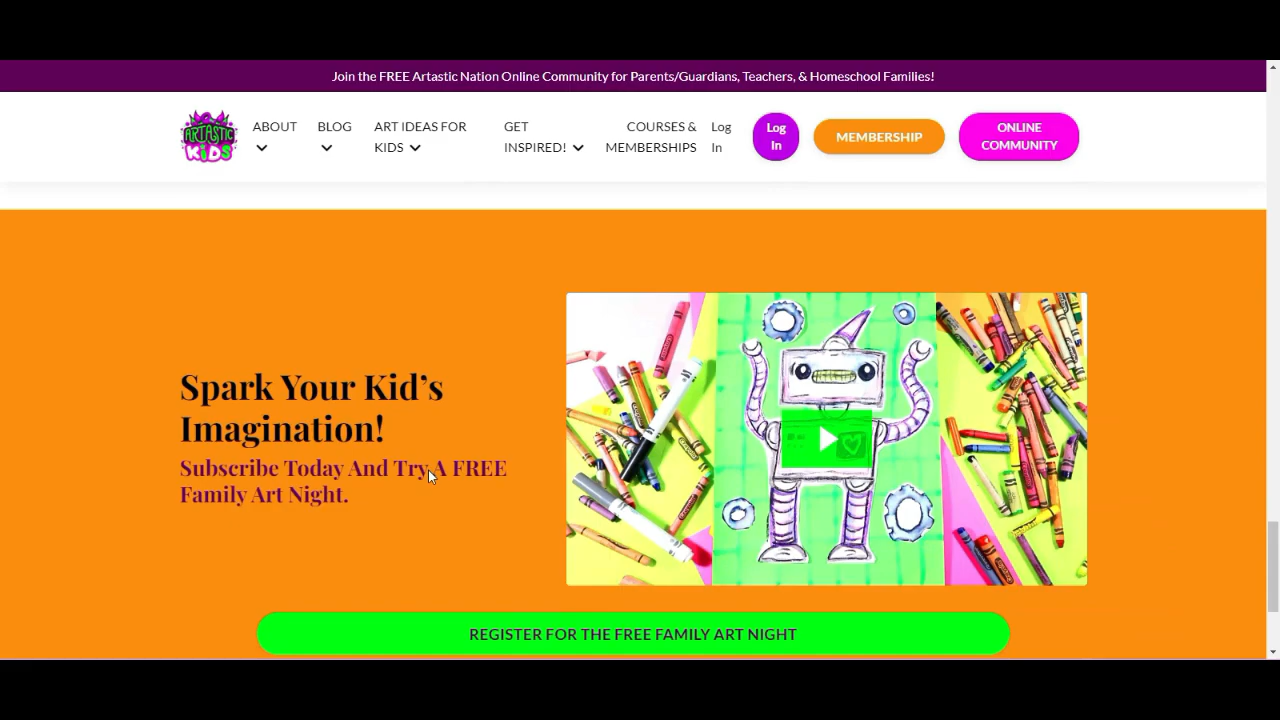 Join the FREE Artastic Nation Online Community for Parents/Guardians, Teachers, & Homeschool Families!
ARTASTIC
KiDS
ABOUT
BLOG
ART IDEAS FOR
KIDS
GET
INSPIRED!
COURSES &
MEMBERSHIPS
Log
In
Log
In
MEMBERSHIP
ONLINE
COMMUNITY
Spark Your Kid’s
Imagination!
Subscribe Today And Try A FREE
Family Art Night.
REGISTER FOR THE FREE FAMILY ART NIGHT